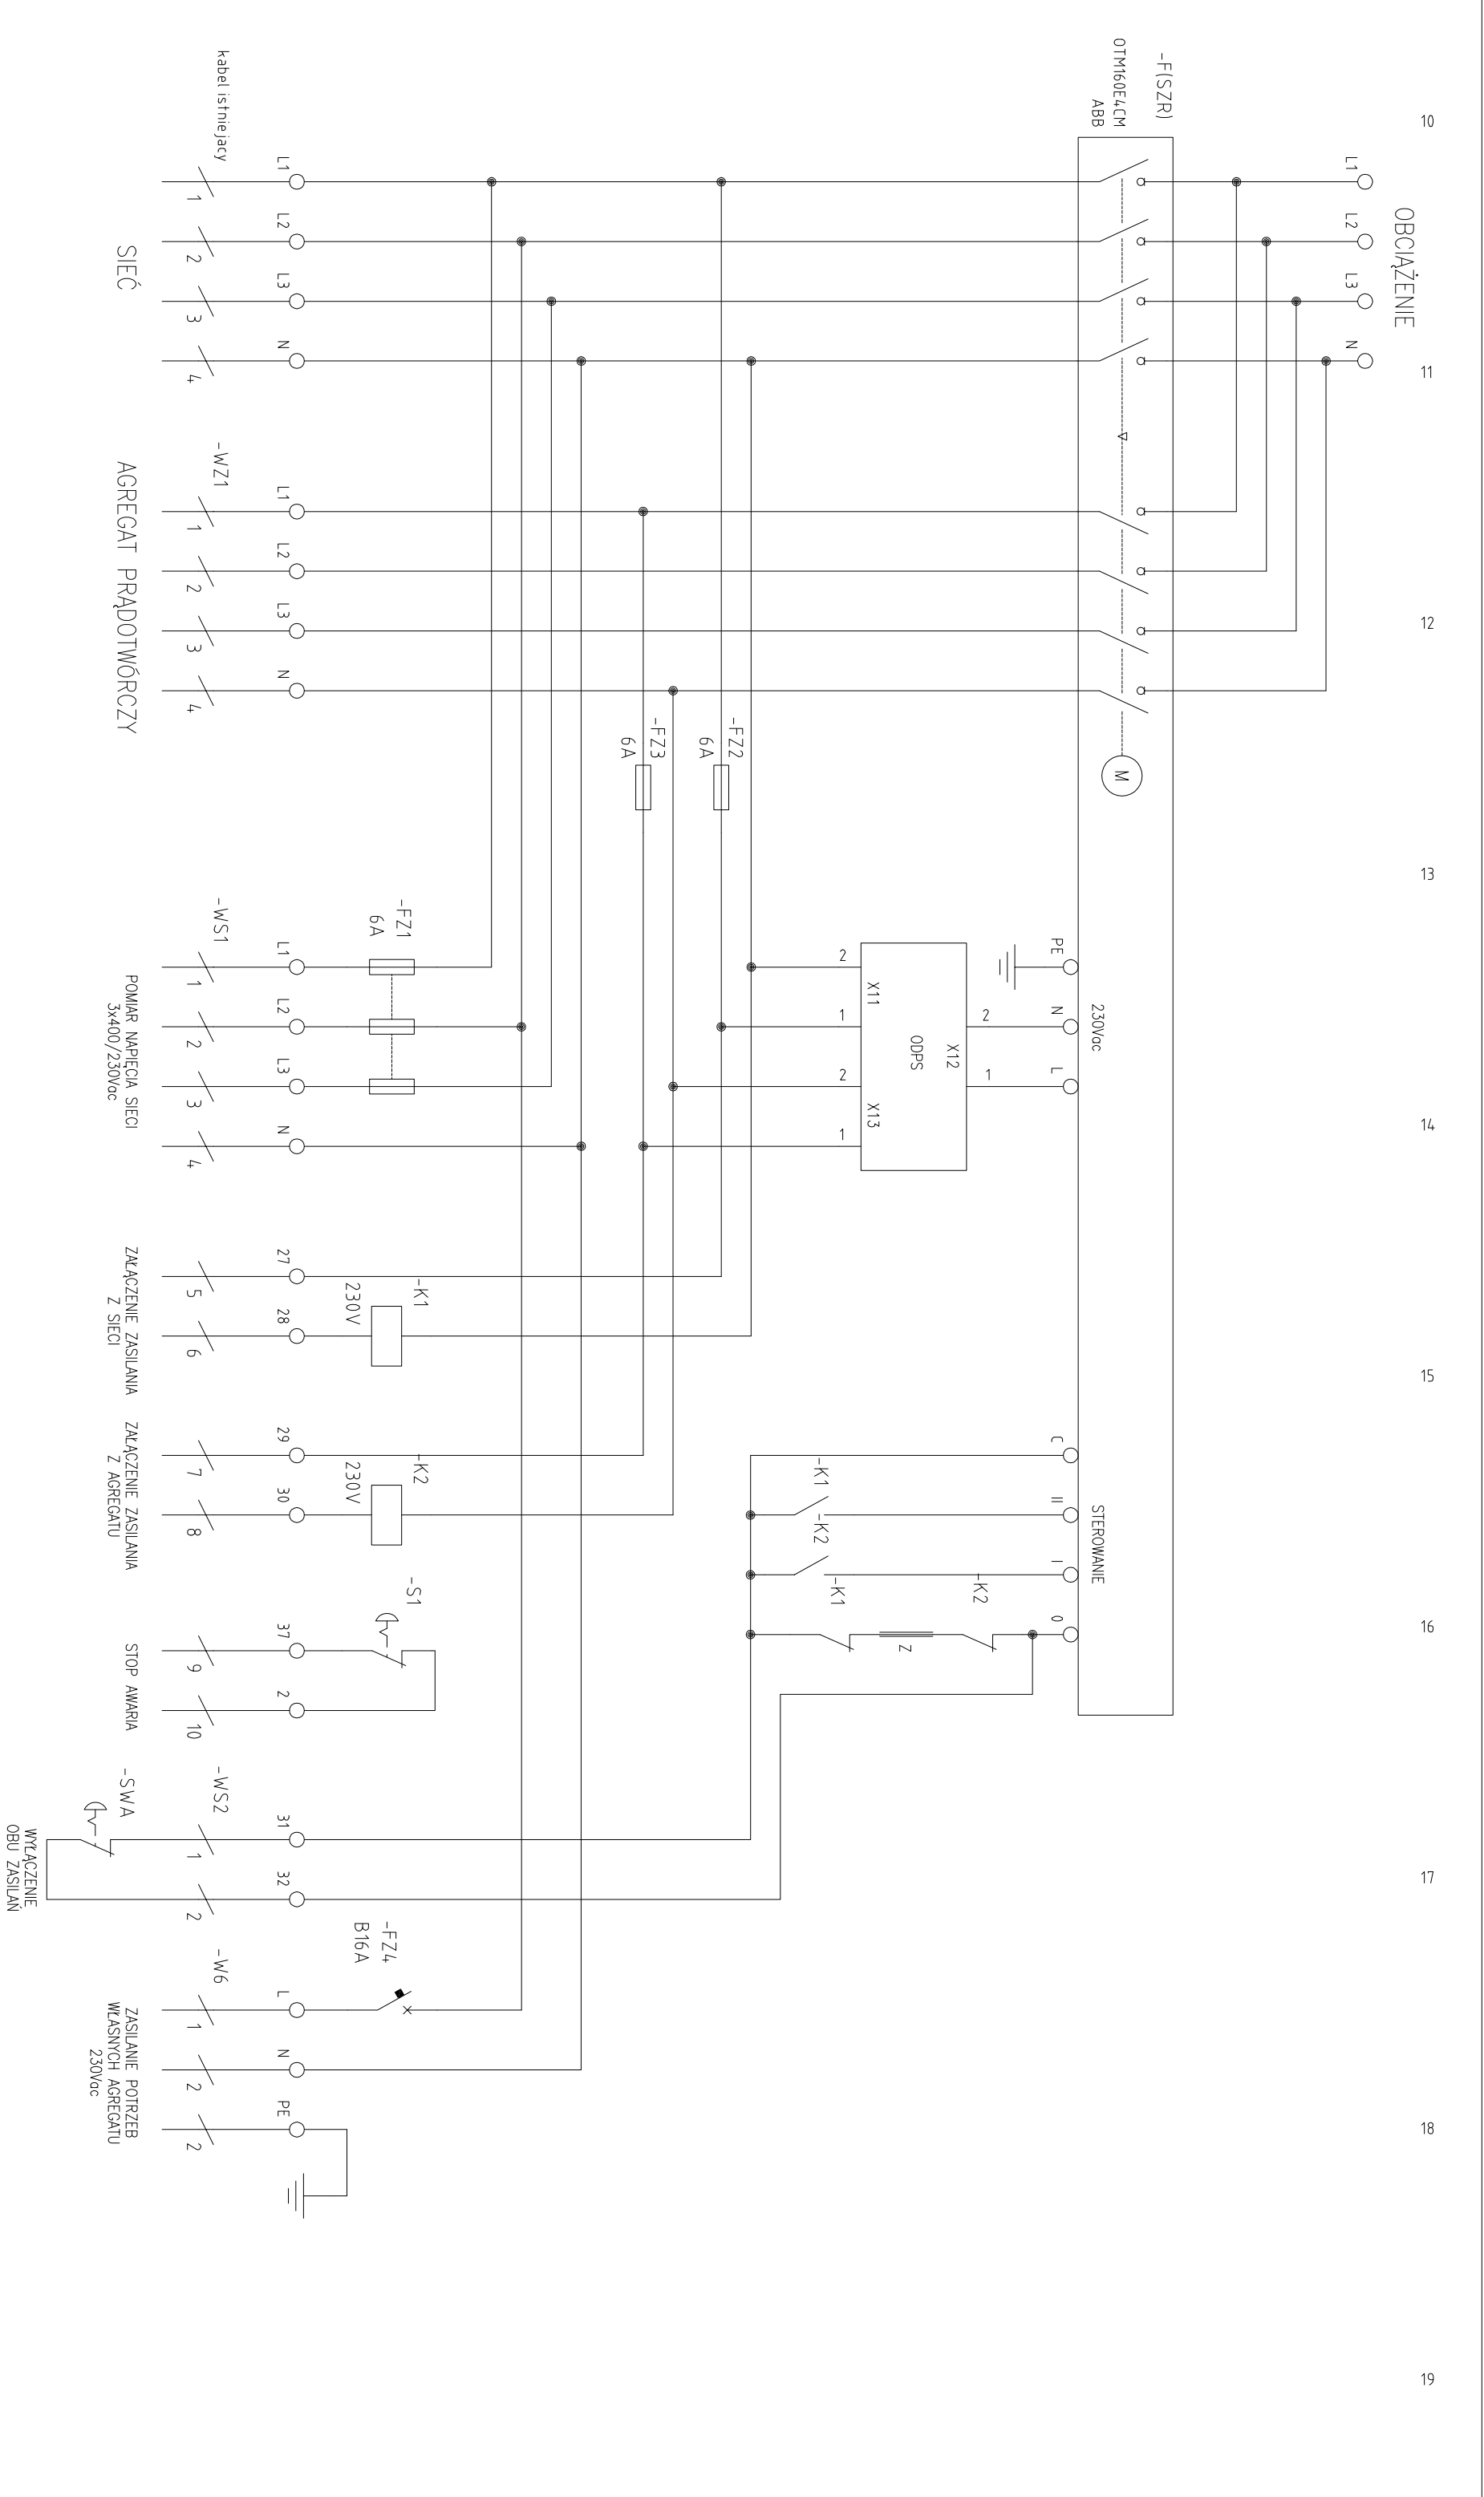 10
11
12
13
14
15
16
17
18
19
OBCIĄŻENIE
L1
L2
L3
N
-F(SZR)
OTM160E4CM
ABB
M
230Vac
PE
N
L
STEROWANIE
C
II
I
0
2
1
X12
ODPS
X11
X13
2
1
2
1
-K1
-K2
-K1
-K2
Z
-FZ2
6A
-FZ3
6A
-FZ1
6A
-K1
230V
-K2
230V
-S1
-FZ4
B16A
L1
L2
L3
N
L1
L2
L3
N
L1
L2
L3
N
27
28
29
30
37
2
31
32
L
N
PE
kabel istniejacy
-WZ1
-WS1
-WS2
-W6
1
2
3
4
1
2
3
4
1
2
3
4
5
6
7
8
9
10
1
2
1
2
2
SIEĆ
AGREGAT PRĄDOTWÓRCZY
POMIAR NAPIĘCIA SIECI
3x400/230Vac
ZAŁĄCZENIE ZASILANIA
Z SIECI
ZAŁĄCZENIE ZASILANIA
Z AGREGATU
STOP AWARIA
-SWA
WYŁĄCZENIE
OBU ZASILAŃ
ZASILANIE POTRZEB
WŁASNYCH AGREGATU
230Vac